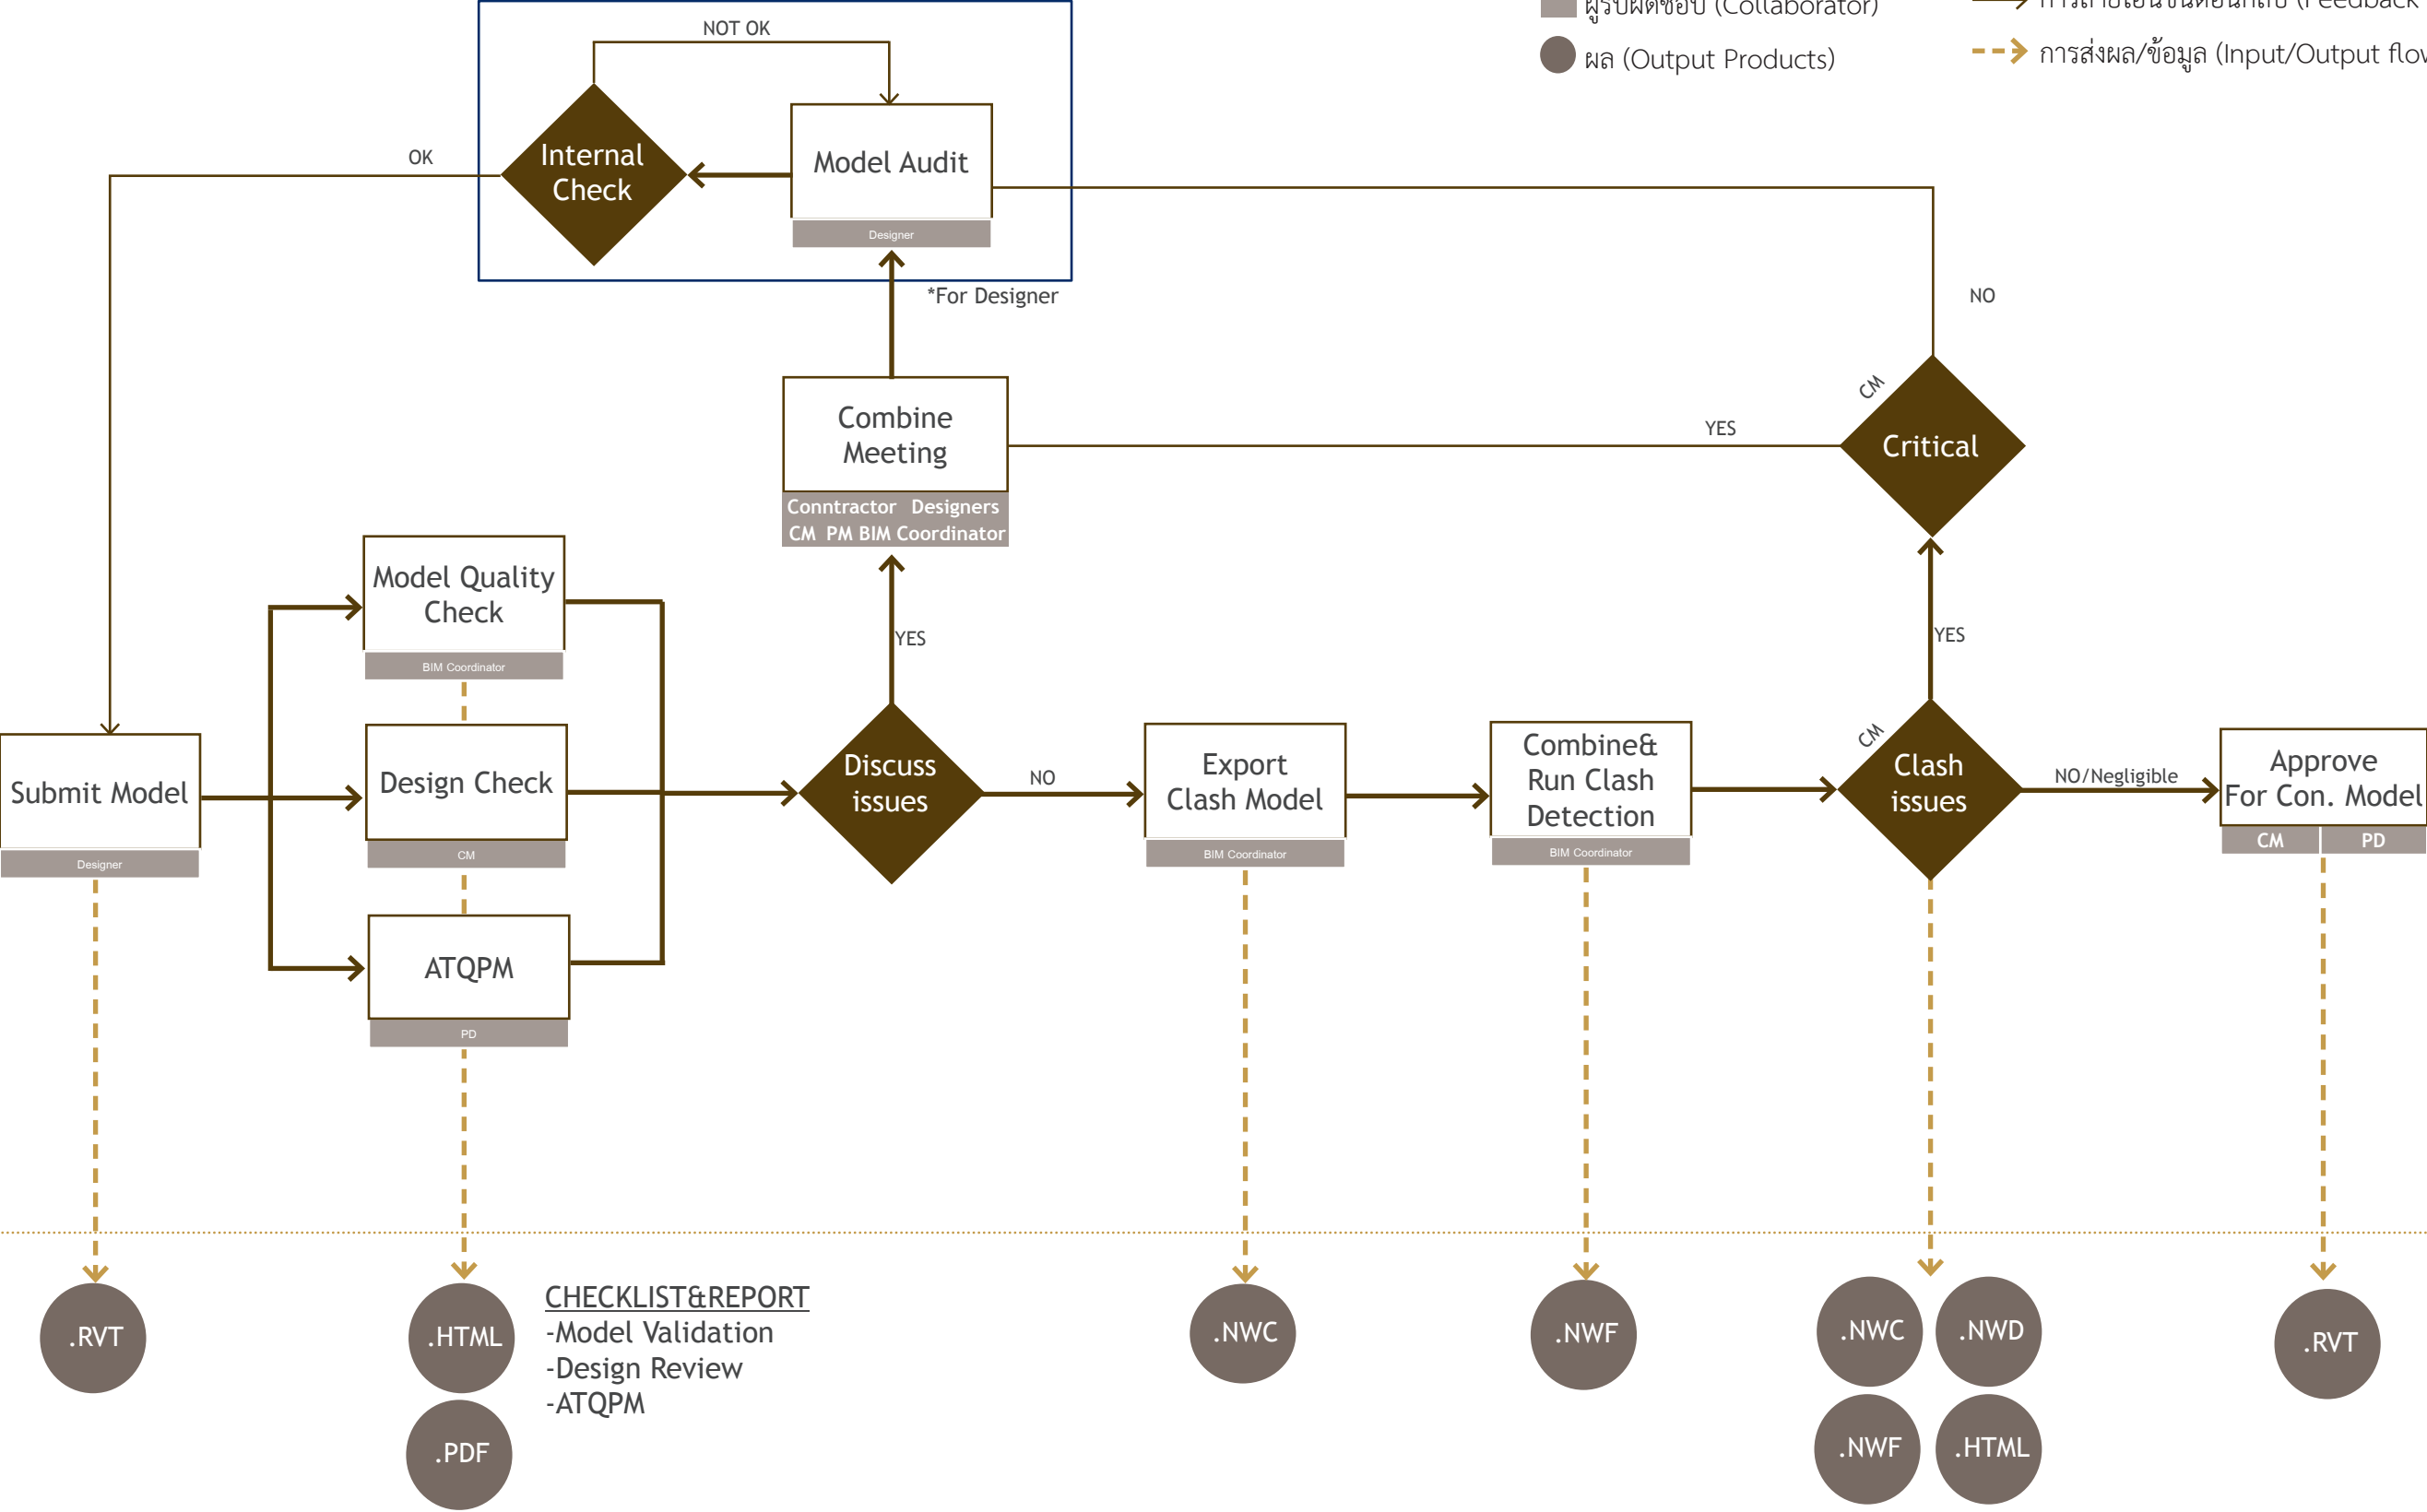 ผู้รับผิดชอบ (Collaborator)
ผล (Output Products)
การส่งผล/ข้อมูล (Input/Output flow
NOT OK
OK
Internal
Check
Model Audit
Designer
*For Designer
NO
CM
Critical
YES
Combine
Meeting
Conntractor Designers
CM PM BIM Coordinator
Model Quality
Check
BIM Coordinator
YES
YES
Submit Model
Designer
Design Check
CM
Discuss
issues
NO
Export
Clash Model
BIM Coordinator
Combine&
Run Clash
Detection
BIM Coordinator
CM
Clash
issues
NO/Negligible
Approve
For Con. Model
CM PD
ATQPM
PD
.RVT
.HTML
.PDF
CHECKLIST&REPORT
-Model Validation
-Design Review
-ATQPM
.NWC
.NWF
.NWC .NWD
.NWF .HTML
.RVT